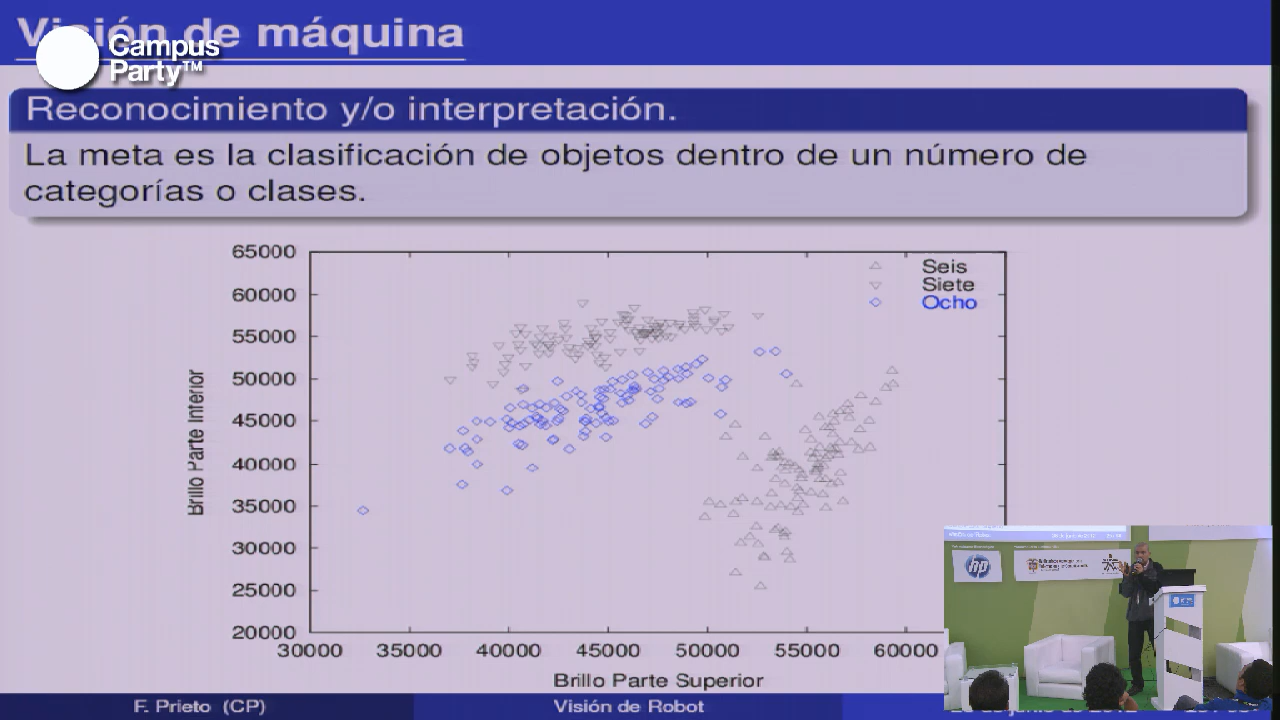 Visión de máquina
Campus
Party™
Reconocimiento y/o interpretación.
La meta es la clasificación de objetos dentro de un número de
categorías o clases.
65000
60000
55000
50000
45000
40000
35000
30000
25000
20000
Brillo Parte Inferior
Seis
Siete
Ocho
30000
35000
40000
45000
50000
55000
60000
Brillo Parte Superior
hp
F. Prieto (CP)
Visión de Robot